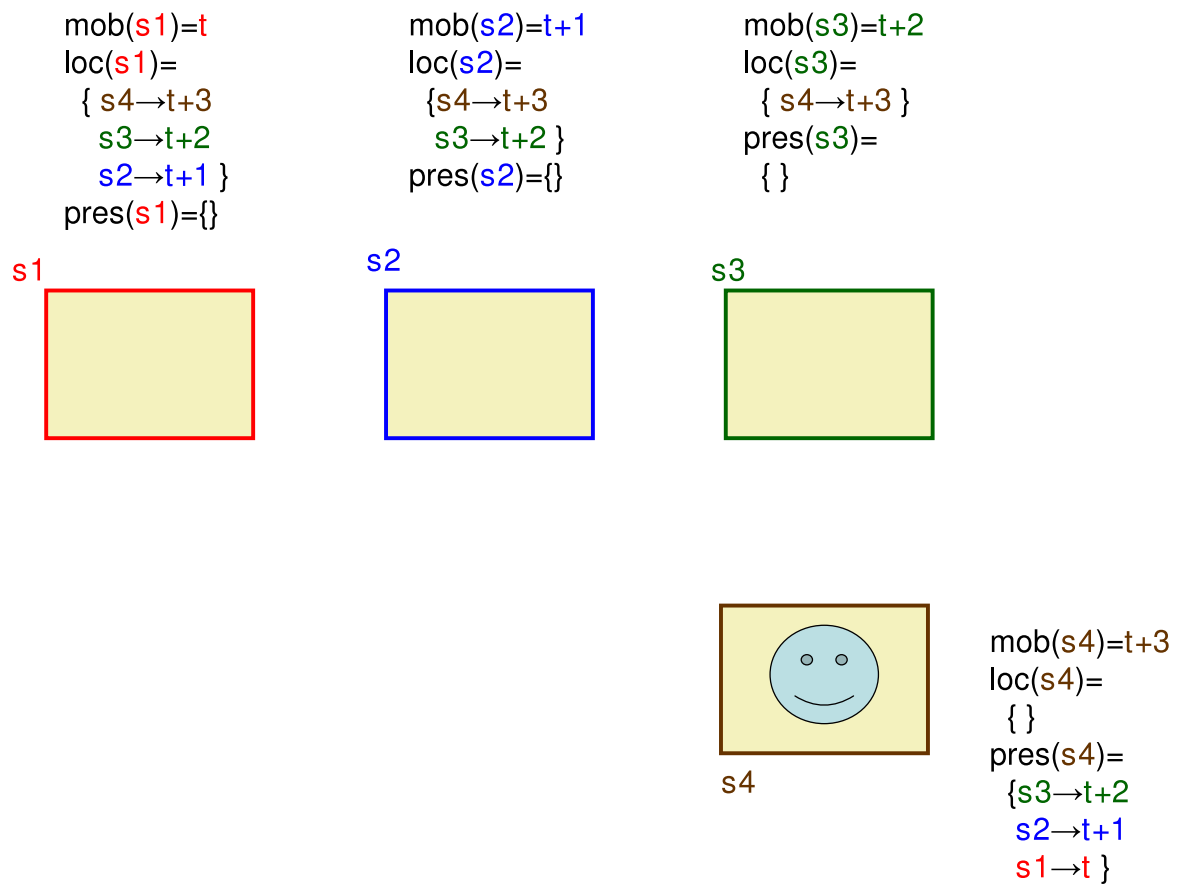 mob(s1)=t
loc(s1)=
{ s4→t+3
s3→t+2
s2→t+1 }
pres(s1)={}
mob(s2)=t+1
loc(s2)=
{s4→t+3
s3→t+2 }
pres(s2)={}
mob(s3)=t+2
loc(s3)=
{ s4→t+3 }
pres(s3)=
{ }
s1
s2
s3
s4
mob(s4)=t+3
loc(s4)=
{ }
pres(s4)=
{s3→t+2
s2→t+1
s1→t }